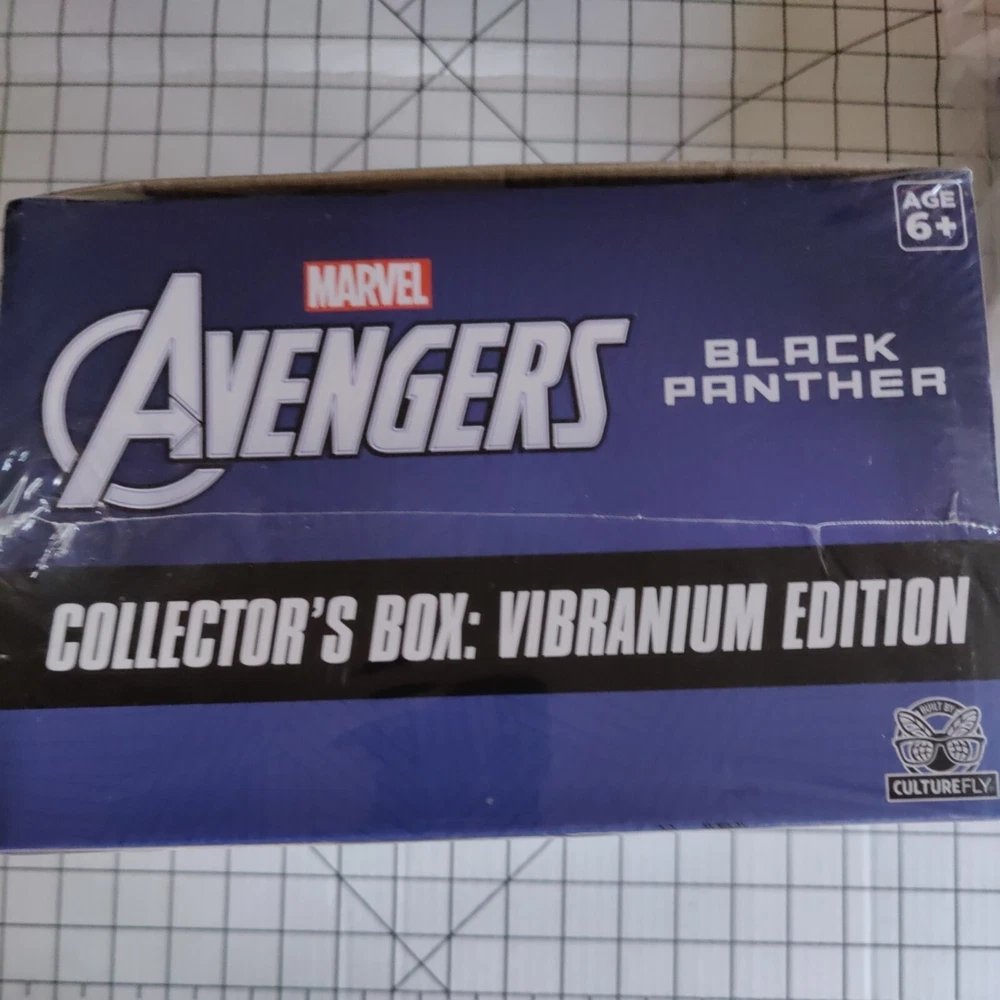 AGE
6+
MARVEL
AVENGERS
BLACK
PANTHER
COLLECTOR'S BOX: VIBRANIUM EDITION
BUILT BY
CULTUREFLY